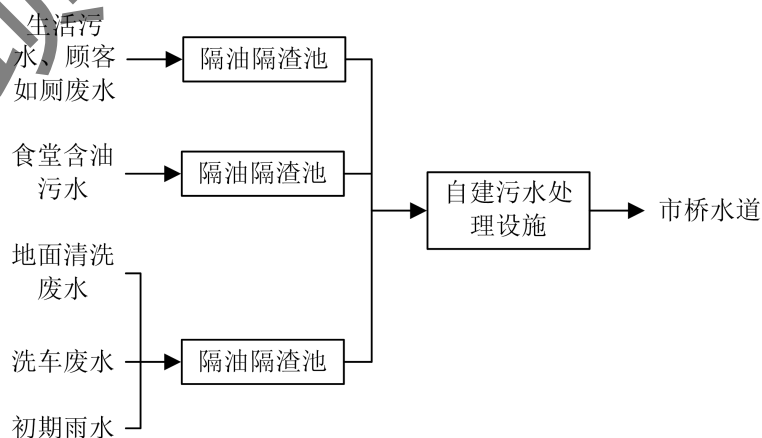 生活污
水、顾客
如厕废水
隔油隔渣池
食堂含油
污水
隔油隔渣池
自建污水处
理设施
市桥水道
地面清洗
废水
洗车废水
隔油隔渣池
初期雨水